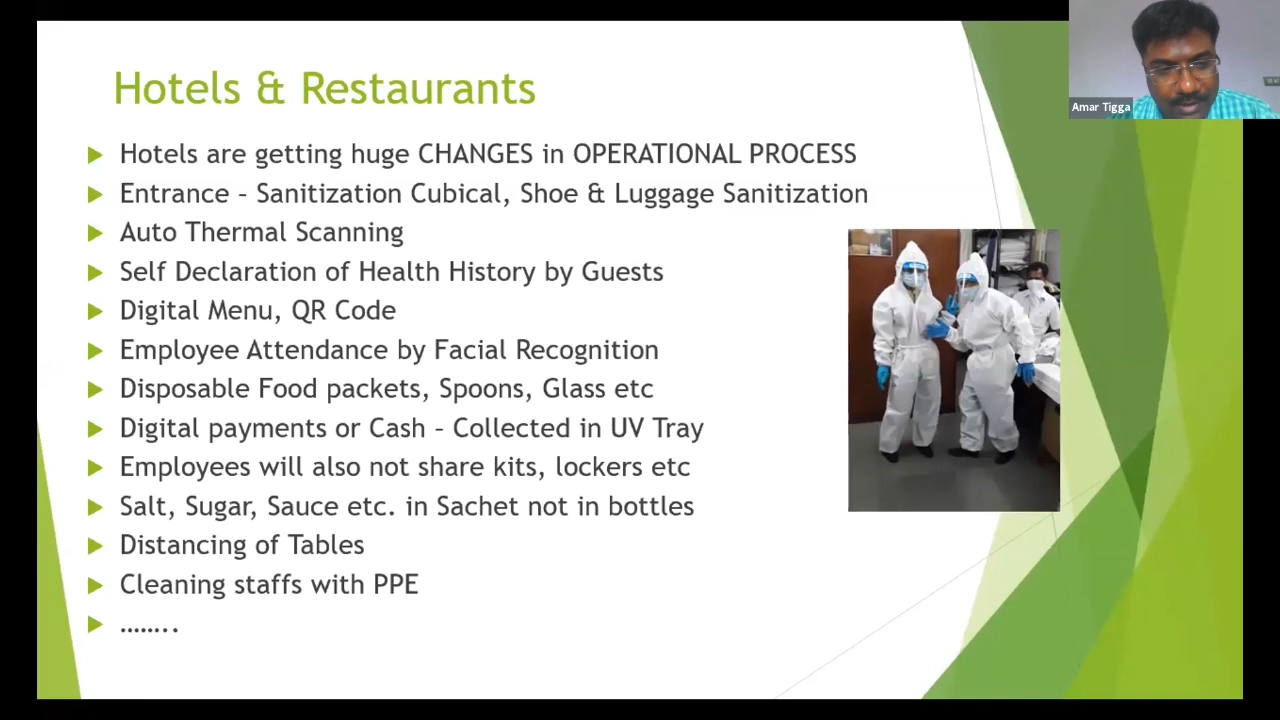 Hotels & Restaurants
Hotels are getting huge CHANGES in OPERATIONAL PROCESS
Entrance – Sanitization Cubical, Shoe & Luggage Sanitization
Auto Thermal Scanning
Self Declaration of Health History by Guests
Digital Menu, QR Code
Employee Attendance by Facial Recognition
Disposable Food packets, Spoons, Glass etc
Digital payments or Cash – Collected in UV Tray
Employees will also not share kits, lockers etc
Salt, Sugar, Sauce etc. in Sachet not in bottles
Distancing of Tables
Cleaning staffs with PPE
……..
Amar Tigga